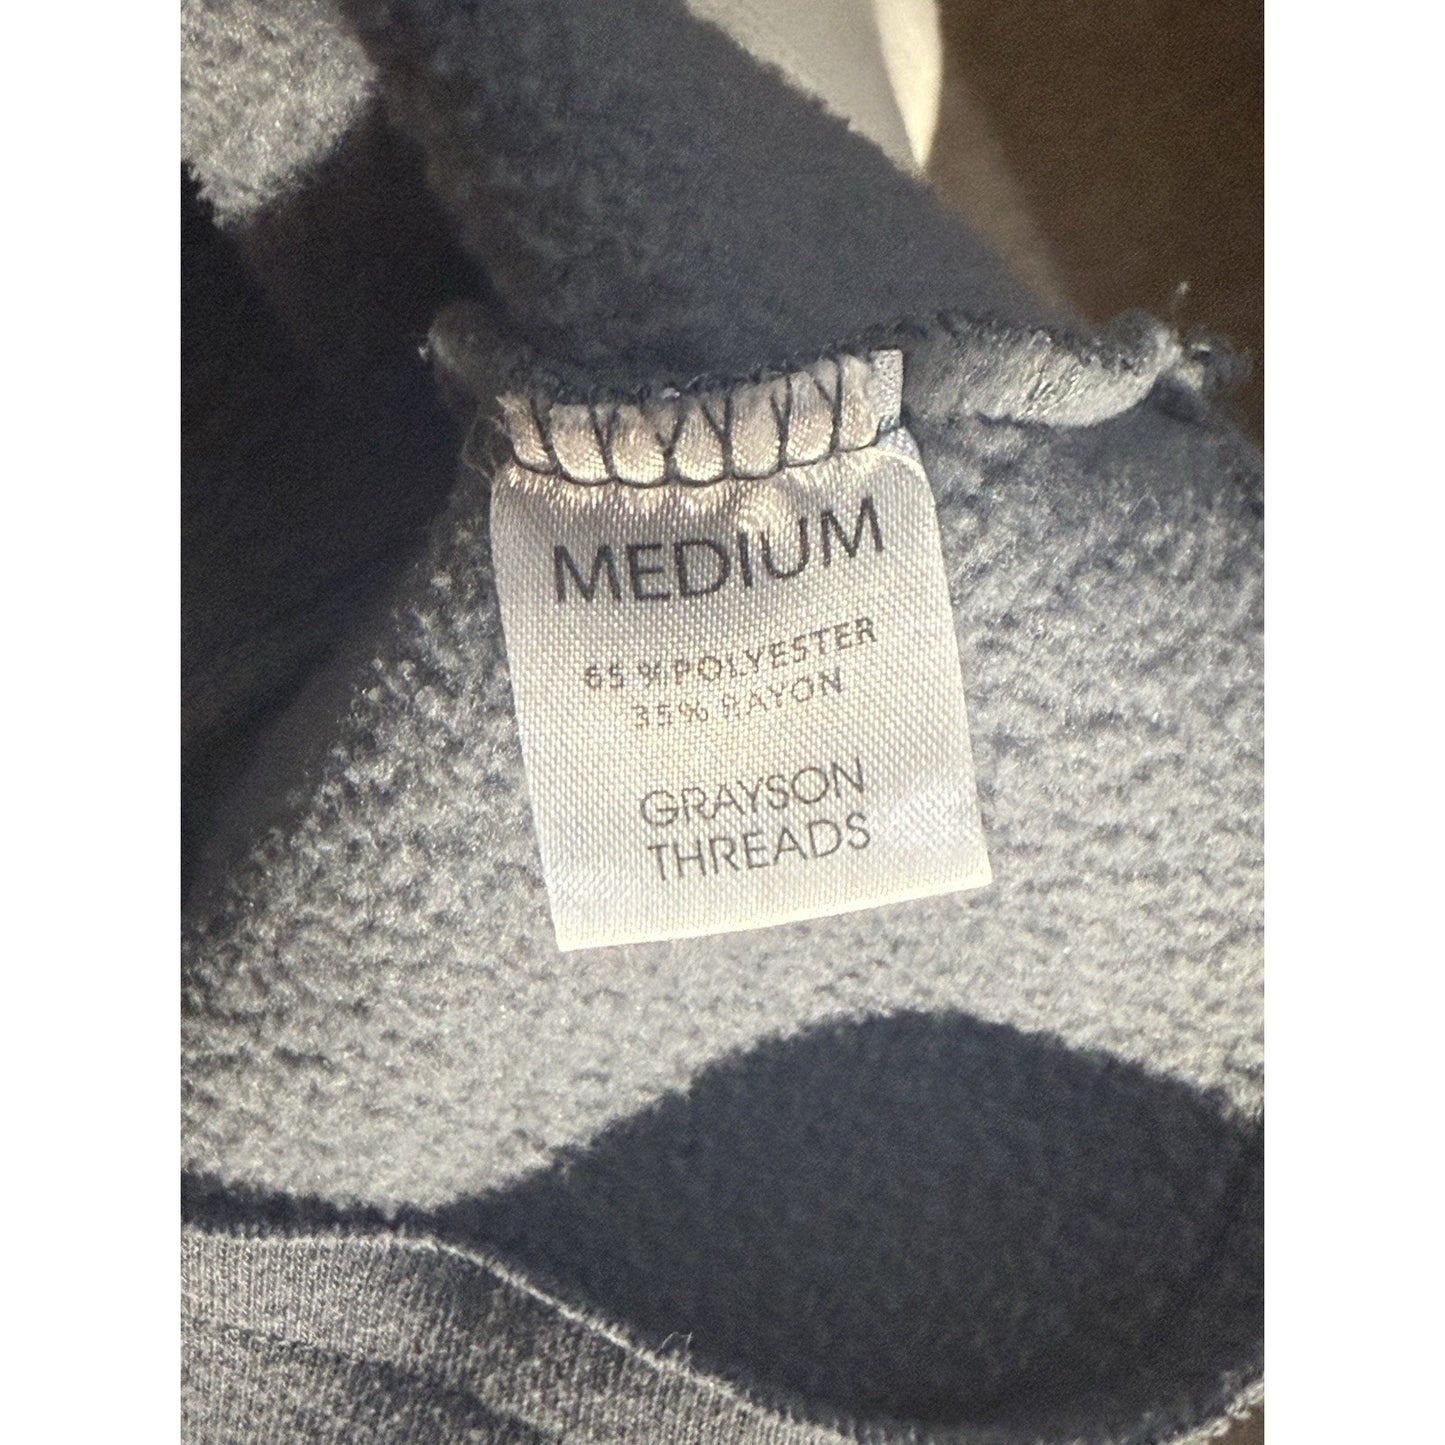 MEDIUM
65 % POLYESTER
35% RAYON
GRAYSON
THREADS